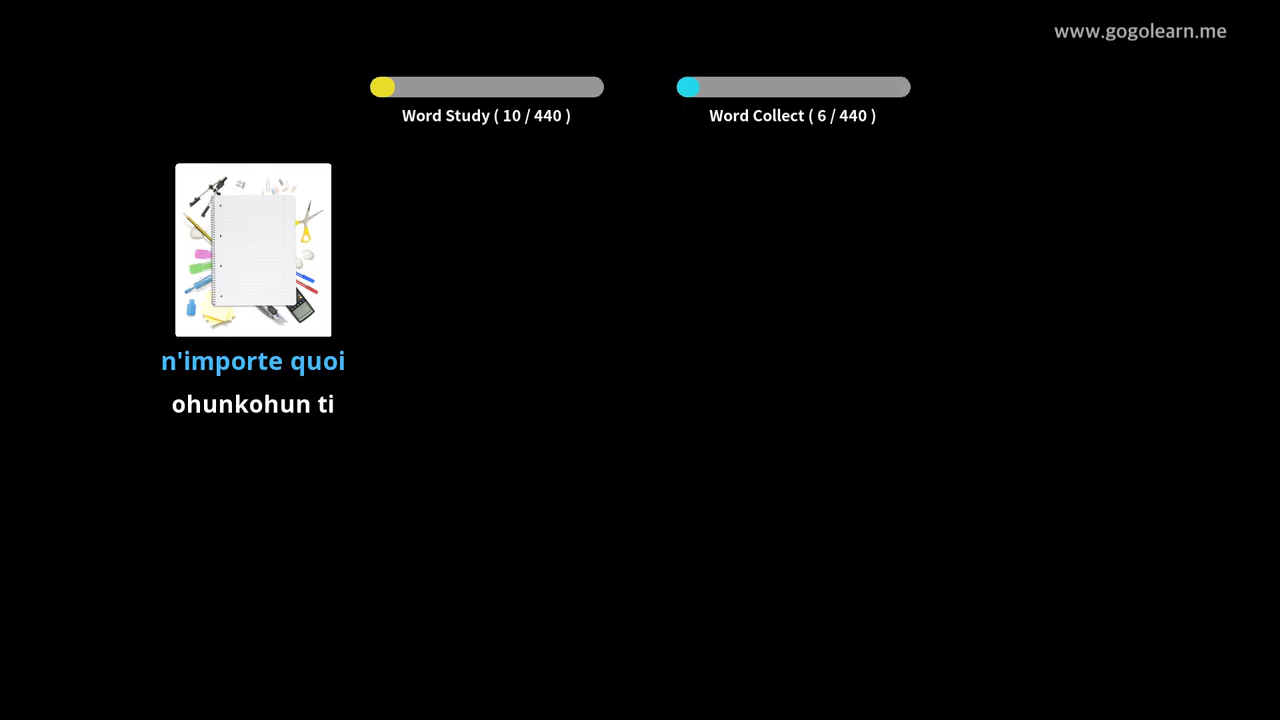 www.gogolearn.me
Word Study ( 10 / 440 )
Word Collect ( 6 / 440 )
n'importe quoi
ohunkohun ti